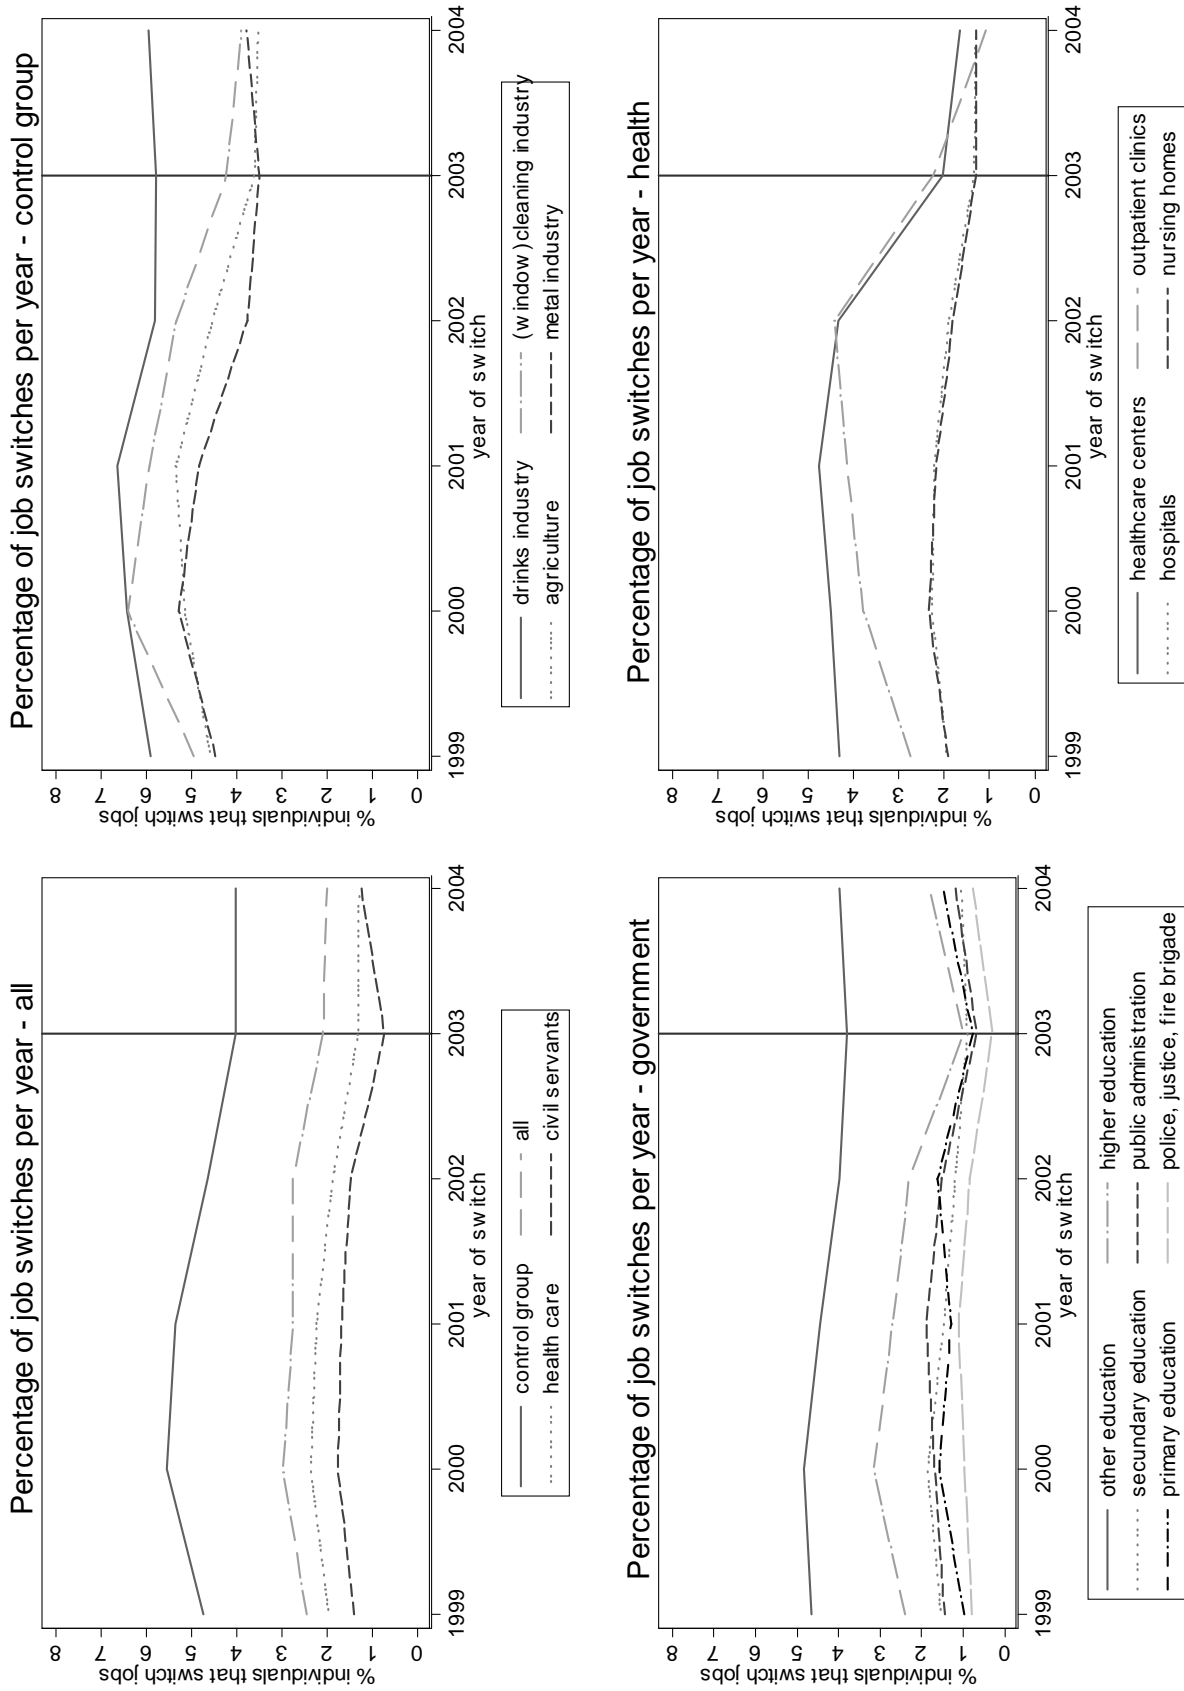 Percentage of job switches per year - all
% individuals that switch jobs
8
7
6
5
4
3
2
1
0
1999 2000 2001 2002 2003 2004
year of switch
control group all
health care civil servants
Percentage of job switches per year - control group
% individuals that switch jobs
8
7
6
5
4
3
2
1
0
1999 2000 2001 2002 2003 2004
year of switch
drinks industry (window)cleaning industry
agriculture metal industry
Percentage of job switches per year - government
% individuals that switch jobs
8
7
6
5
4
3
2
1
0
1999 2000 2001 2002 2003 2004
year of switch
other education higher education
secundary education public administration
primary education police, justice, fire brigade
Percentage of job switches per year - health
% individuals that switch jobs
8
7
6
5
4
3
2
1
0
1999 2000 2001 2002 2003 2004
year of switch
healthcare centers outpatient clinics
hospitals nursing homes